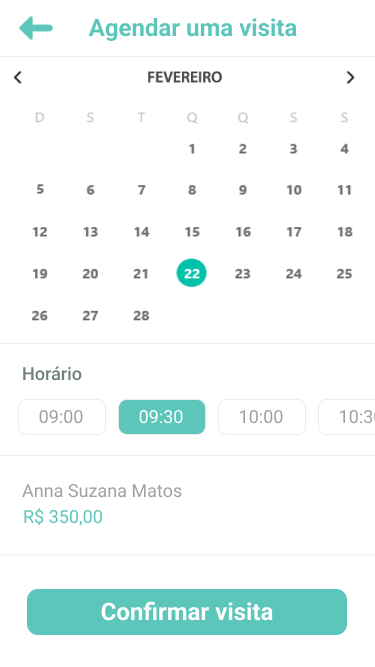 Agendar uma visita
FEVEREIRO
D S T Q Q S S
1 2 3 4
5 6 7 8 9 10 11
12 13 14 15 16 17 18
19 20 21 22 23 24 25
26 27 28
Horário
09:00 09:30 10:00 10:3
Anna Suzana Matos
R$ 350,00
Confirmar visita